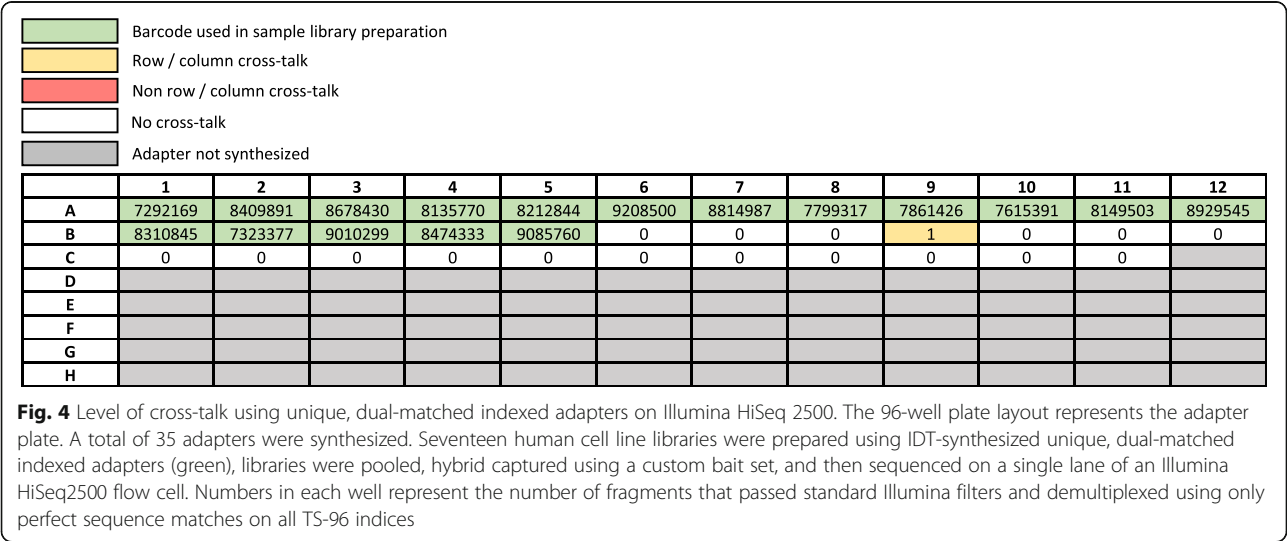 Barcode used in sample library preparation
Row / column cross-talk
Non row / column cross-talk
No cross-talk
Adapter not synthesized
1 2 3 4 5 6 7 8 9 10 11 12
A 7292169 8409891 8678430 8135770 8212844 9208500 8814987 7799317 7861426 7615391 8149503 8929545
B 8310845 7323377 9010299 8474333 9085760 0 0 0 1 0 0 0
C 0 0 0 0 0 0 0 0 0 0 0
D
E
F
G
H
Fig. 4 Level of cross-talk using unique, dual-matched indexed adapters on Illumina HiSeq 2500. The 96-well plate layout represents the adapter
plate. A total of 35 adapters were synthesized. Seventeen human cell line libraries were prepared using IDT-synthesized unique, dual-matched
indexed adapters (green), libraries were pooled, hybrid captured using a custom bait set, and then sequenced on a single lane of an Illumina
HiSeq2500 flow cell. Numbers in each well represent the number of fragments that passed standard Illumina filters and demultiplexed using only
perfect sequence matches on all TS-96 indices